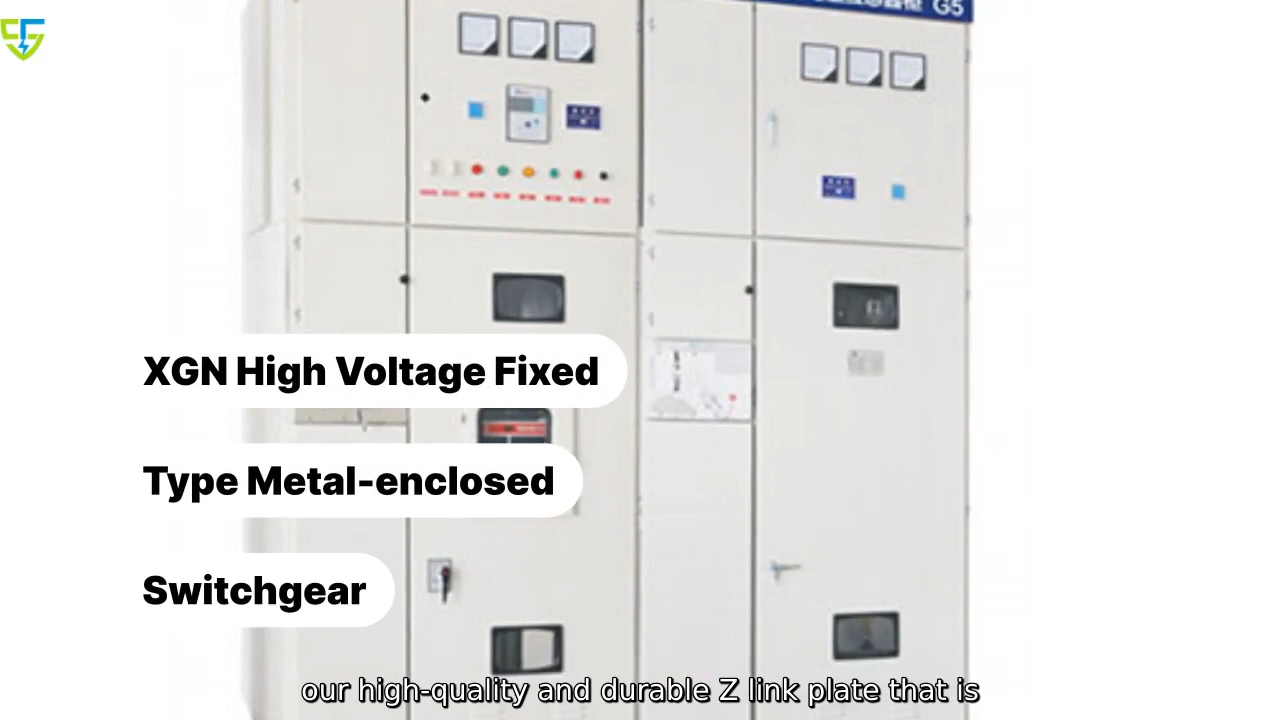 G5
XGN High Voltage Fixed
Type Metal-enclosed
Switchgear
our high-quality and durable Z link plate that is